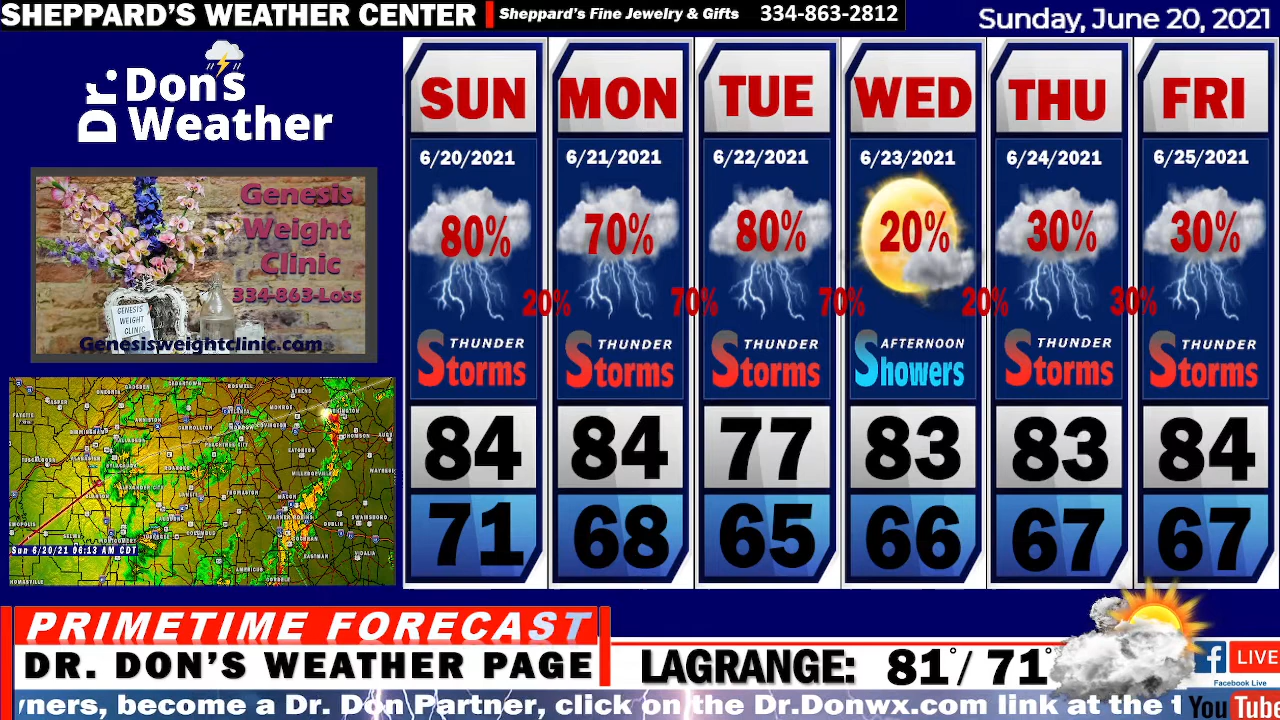 SHEPPARD'S WEATHER CENTER
Sheppard's Fine Jewelry & Gifts
334-863-2812
Sunday, June 20, 2021
Dr. Don's
Weather
Genesis
Weight
Clinic
334-863-Loss
GENESIS
WEIGHT
CLINIC
Genesisweightclinic.com
SUN MON TUE WED THU FRI
6/20/2021 6/21/2021 6/22/2021 6/23/2021 6/24/2021 6/25/2021
80% 70% 80% 20% 30% 30%
20% 70% 70% 20% 30%
THUNDER THUNDER THUNDER AFTERNOON THUNDER THUNDER
Storms Storms Storms Showers Storms Storms
84 84 77 83 83 84
71 68 65 66 67 67
ATLANTA
Sun 6/20/21 06:13 AM CDT
PRIMETIME FORECAST
DR. DON'S WEATHER PAGE
LAGRANGE: 81°/ 71°
f LIVE
Facebook Live
ners, become a Dr. Don Partner, click on the Dr.Donwx.com link at the
YouTube